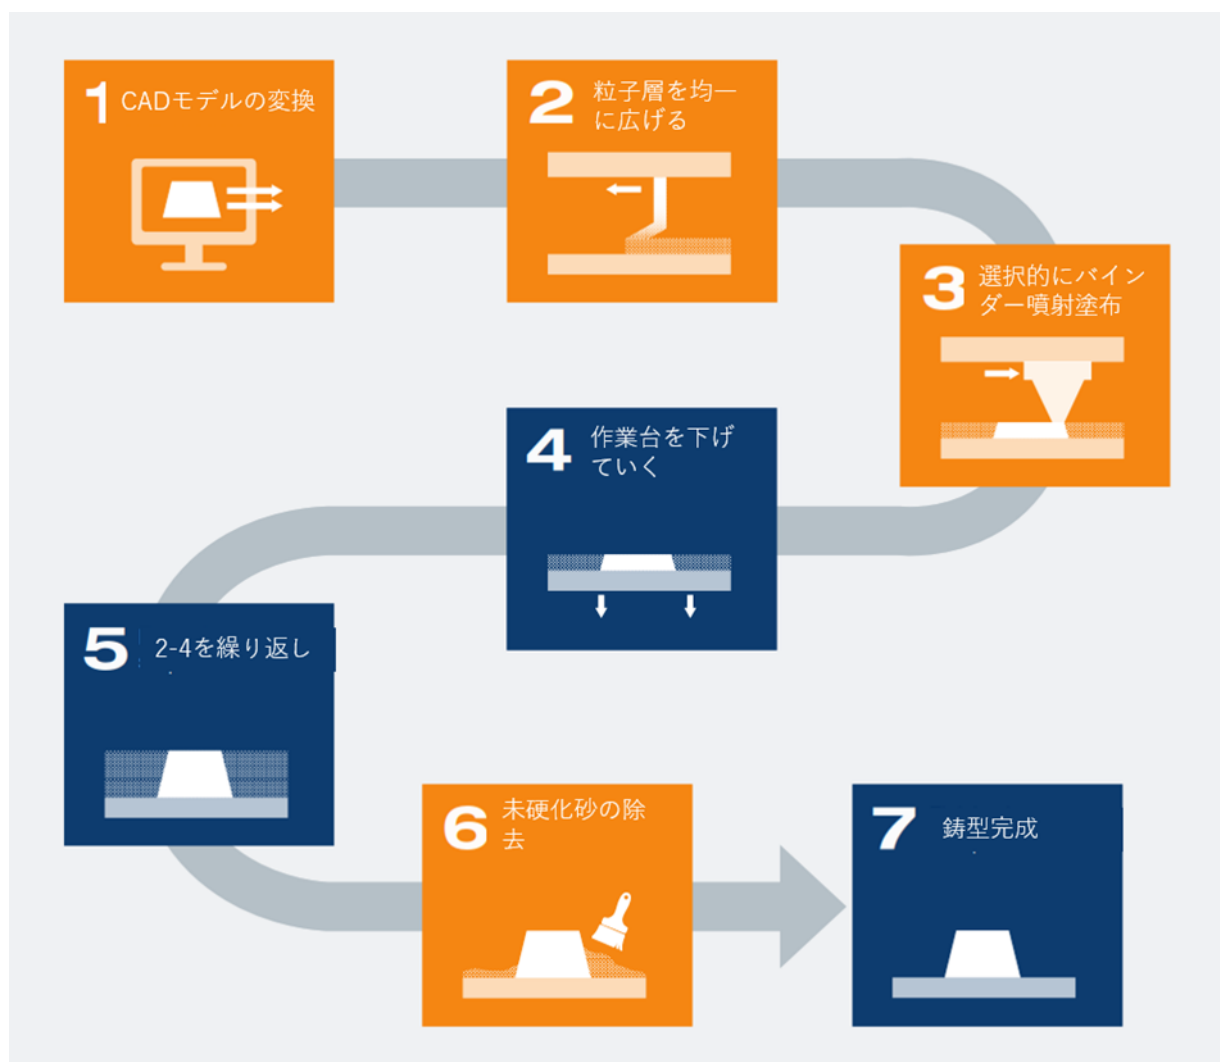 1 CADモデルの変換
2 粒子層を均一
に広げる
3 選択的にバイン
ダー噴射塗布
4 作業台を下げ
ていく
5 2-4を繰り返し
6 未硬化砂の除
去
7 鋳型完成